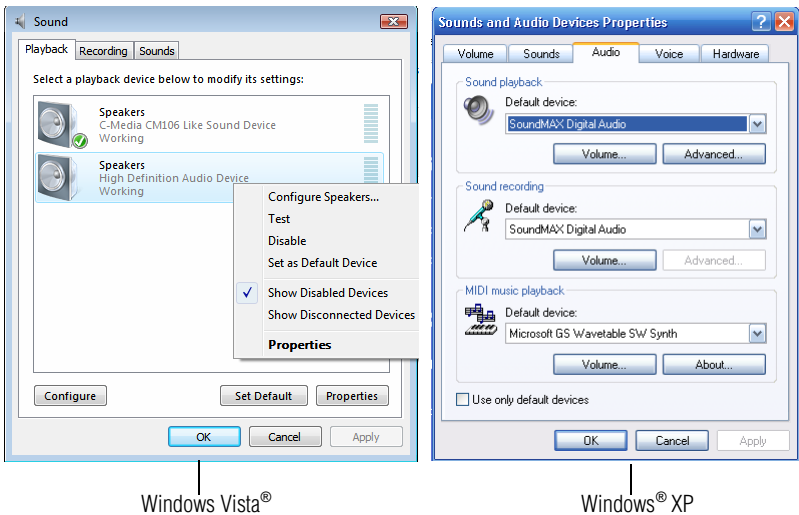 Sound
Playback Recording Sounds
Select a playback device below to modify its settings:
Speakers
C-Media CM106 Like Sound Device
Working
Speakers
High Definition Audio Device
Working
Configure Speakers...
Test
Disable
Set as Default Device
Show Disabled Devices
Show Disconnected Devices
Properties
Configure Set Default Properties
OK Cancel Apply
Windows Vista®
Sounds and Audio Devices Properties
Volume Sounds Audio Voice Hardware
Sound playback
Default device:
SoundMAX Digital Audio
Volume... Advanced...
Sound recording
Default device:
SoundMAX Digital Audio
Volume... Advanced...
MIDI music playback
Default device:
Microsoft GS Wavetable SW Synth
Volume... About...
Use only default devices
OK Cancel Apply
Windows® XP